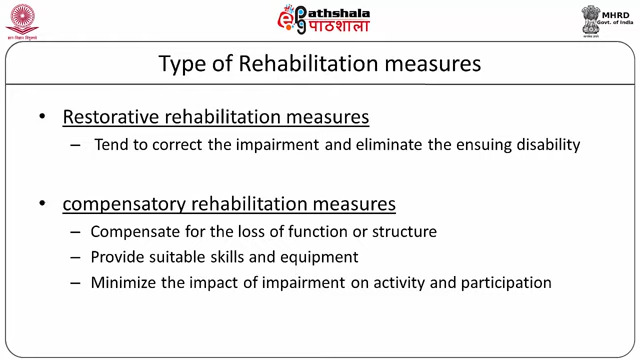 Pathshala
पाठशाला
MHRD
Govt. of India
Type of Rehabilitation measures
• Restorative rehabilitation measures
– Tend to correct the impairment and eliminate the ensuing disability
• compensatory rehabilitation measures
– Compensate for the loss of function or structure
– Provide suitable skills and equipment
– Minimize the impact of impairment on activity and participation